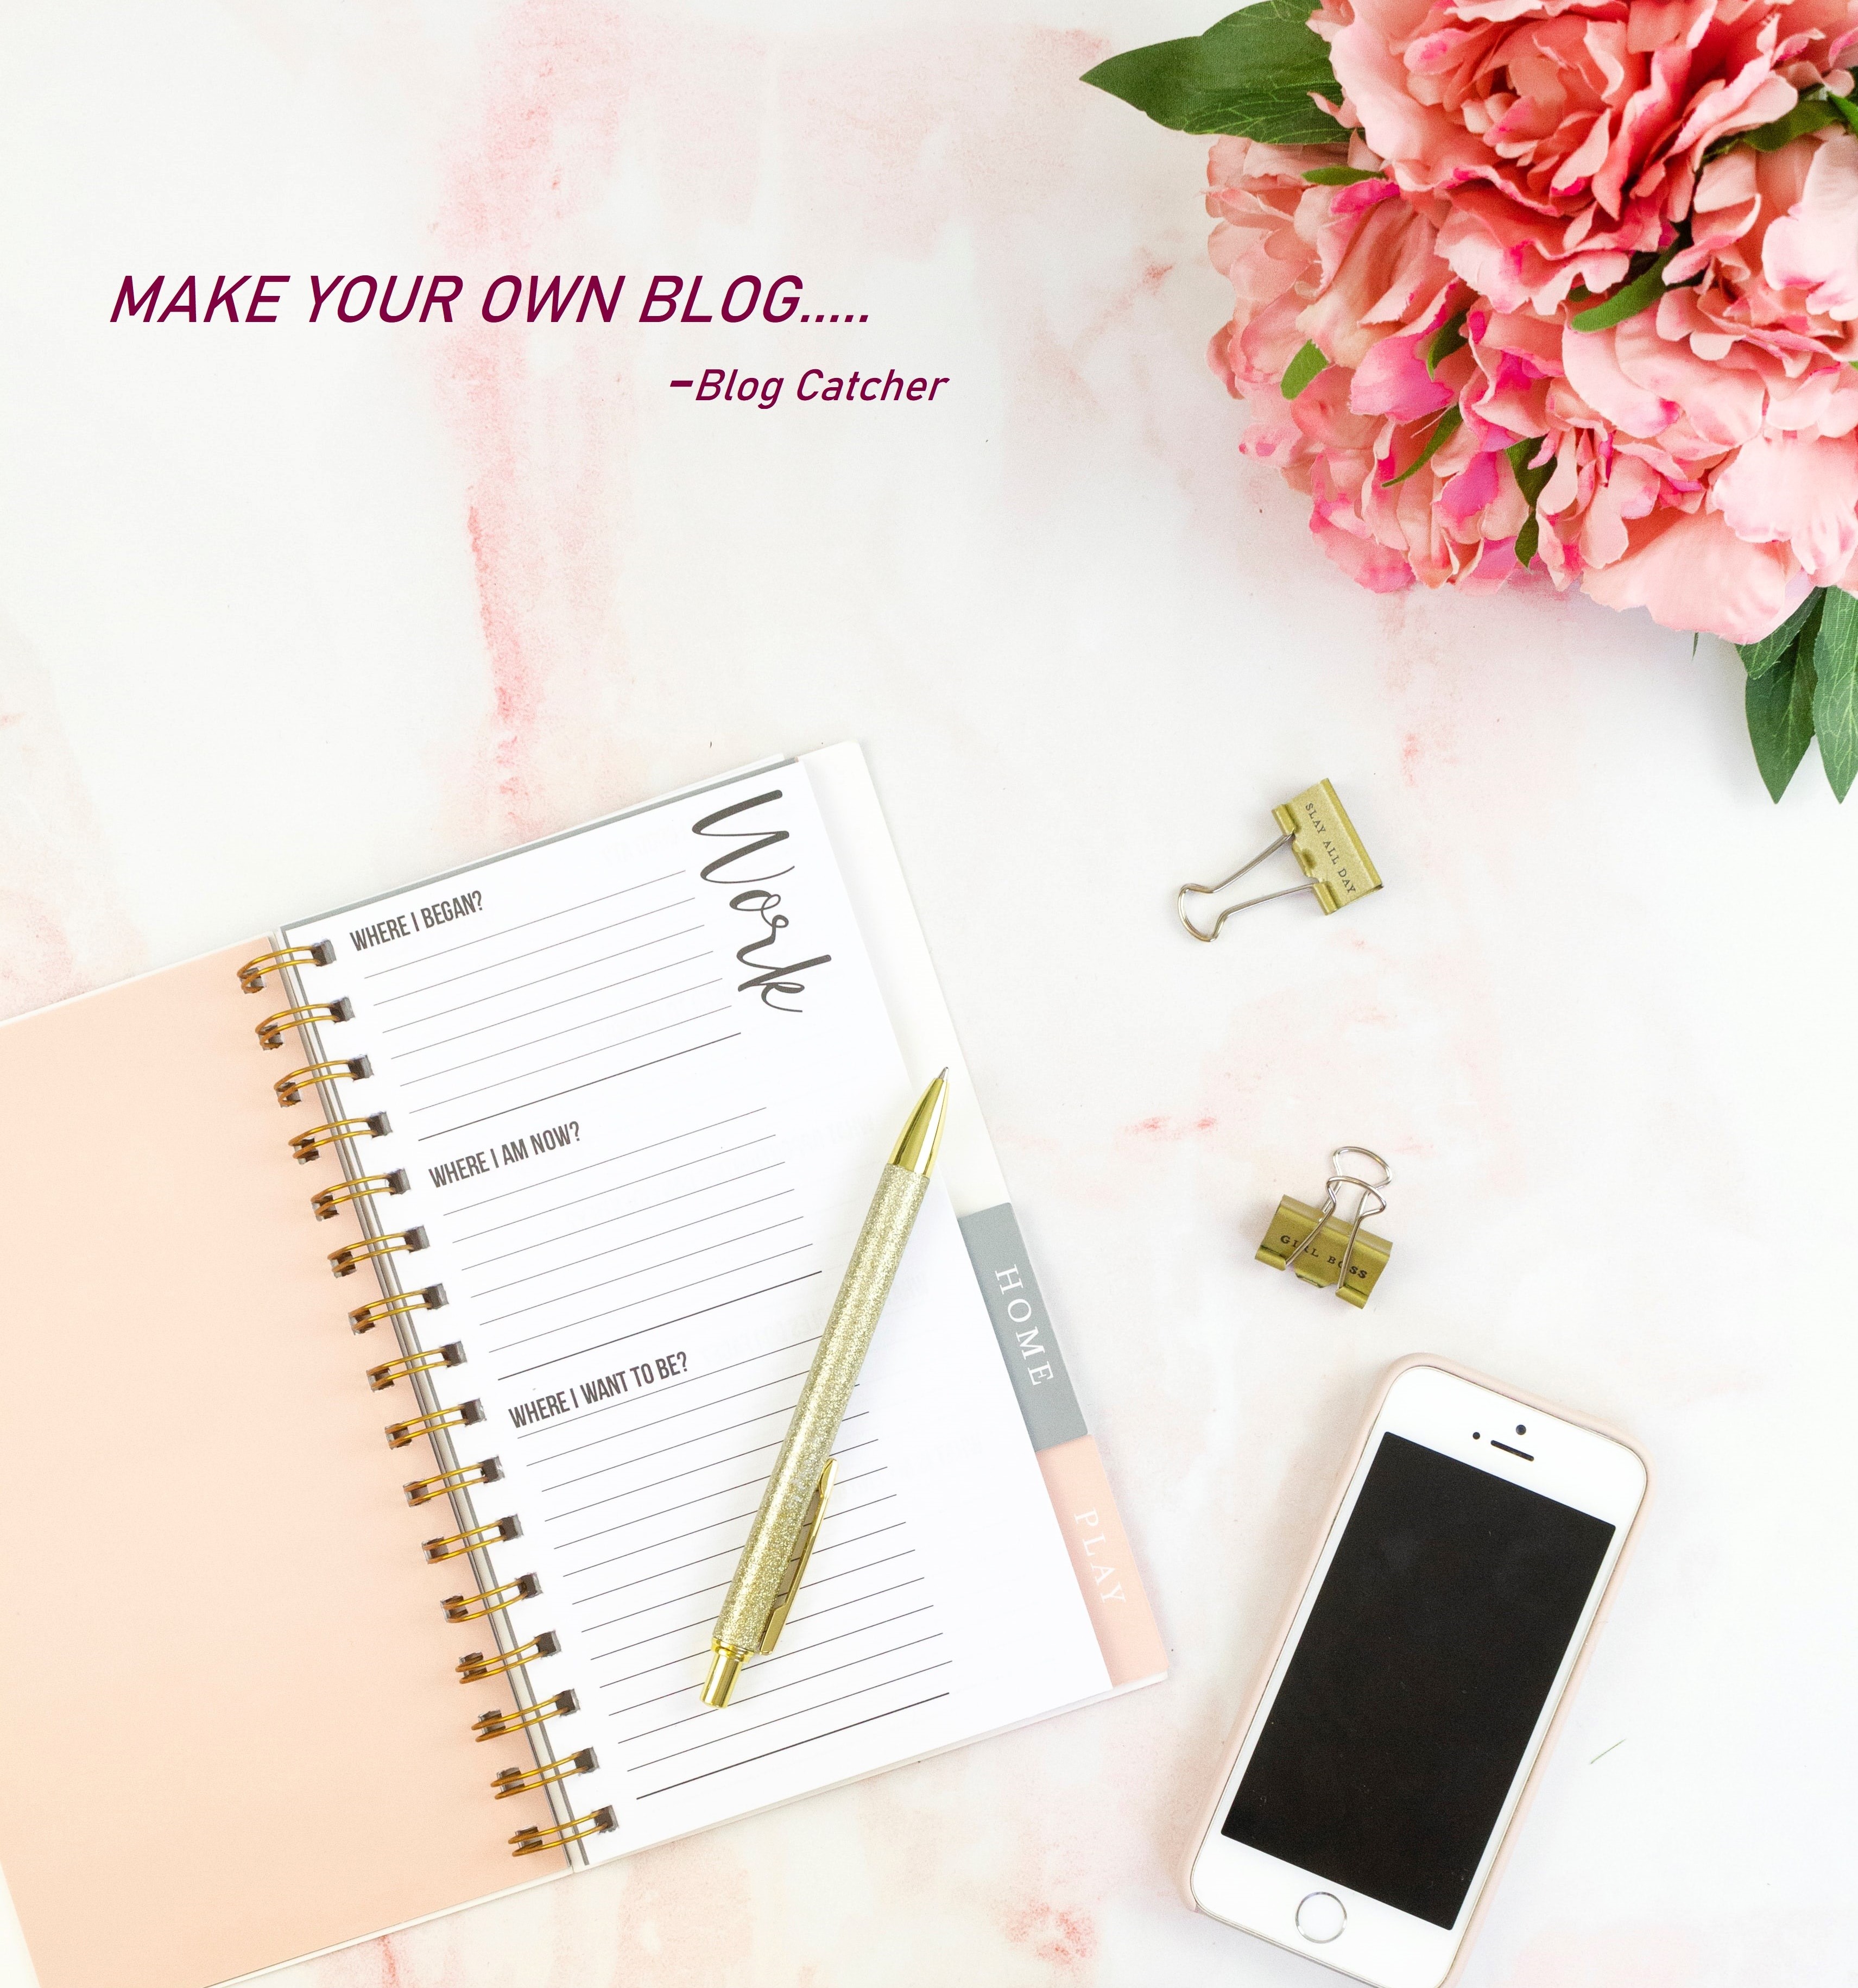 MAKE YOUR OWN BLOG.....
-Blog Catcher
Work
WHERE I BEGAN?
WHERE I AM NOW?
WHERE I WANT TO BE?
SLAY ALL DAY
GIRL BOSS
HOME
PLAY